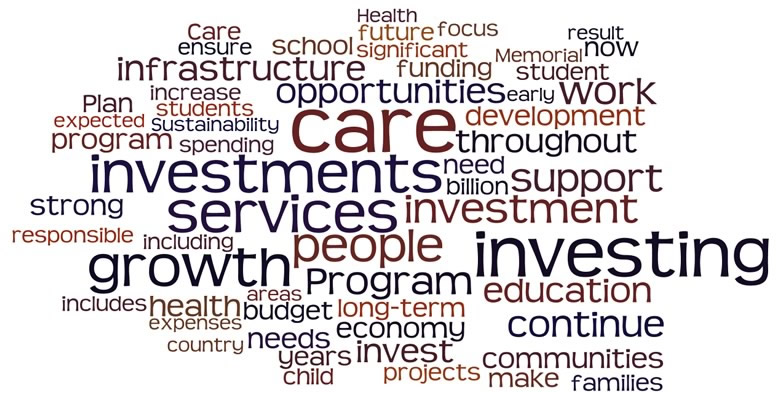 Health
Care future focus result
ensure school significant now
infrastructure funding Memorial student
increase opportunities early work
Plan students care development
expected Sustainability throughout
program spending
investments need support
billion
strong services investment
responsible including people investing
growth Program education
includes health areas budget long-term
expenses economy continue
country needs
years invest communities
child projects make families